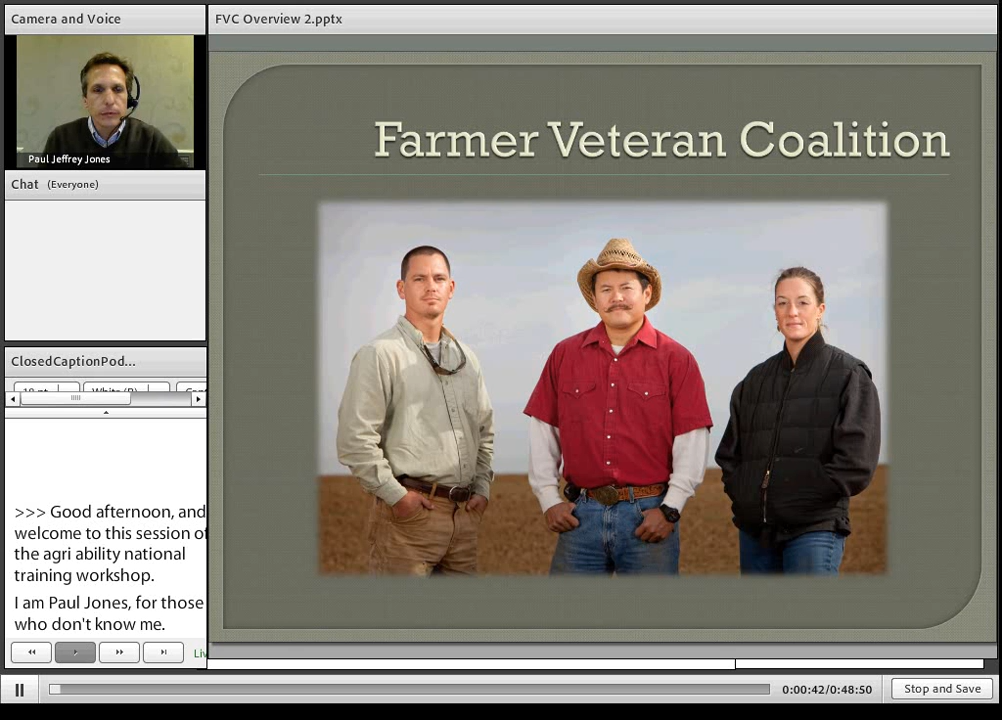 Camera and Voice
FVC Overview 2.pptx
Paul Jeffrey Jones
Chat (Everyone)
Farmer Veteran Coalition
ClosedCaptionPod...
>>> Good afternoon, and
welcome to this session of
the agri ability national
training workshop.
I am Paul Jones, for those
who don't know me.
0:00:42/0:48:50
Stop and Save